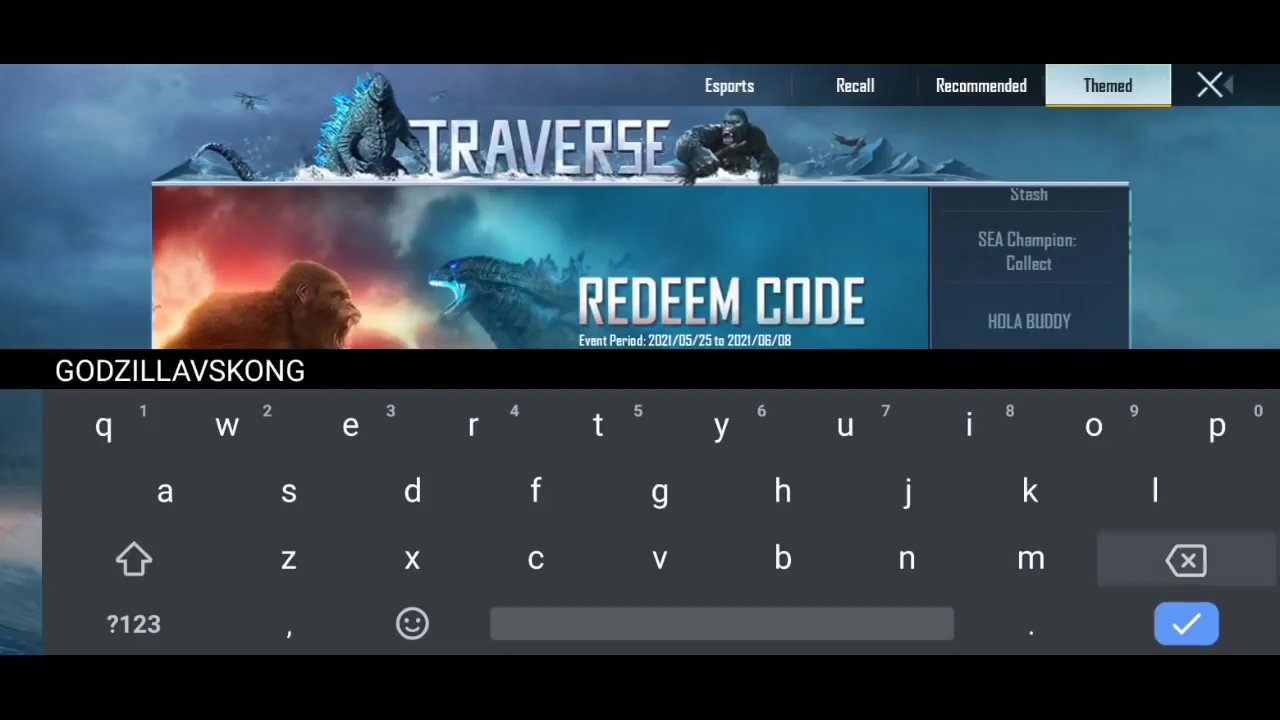 Esports Recall Recommended Themed
TRAVERSE
Stash
SEA Champion:
Collect
REDEEM CODE
HOLA BUDDY
Event Period: 2021/05/25 to 2021/06/08
GODZILLAVSKONG
1 2 3 4 5 6 7 8 9 0
q w e r t y u i o p
a s d f g h j k l
z x c v b n m
?123 , .